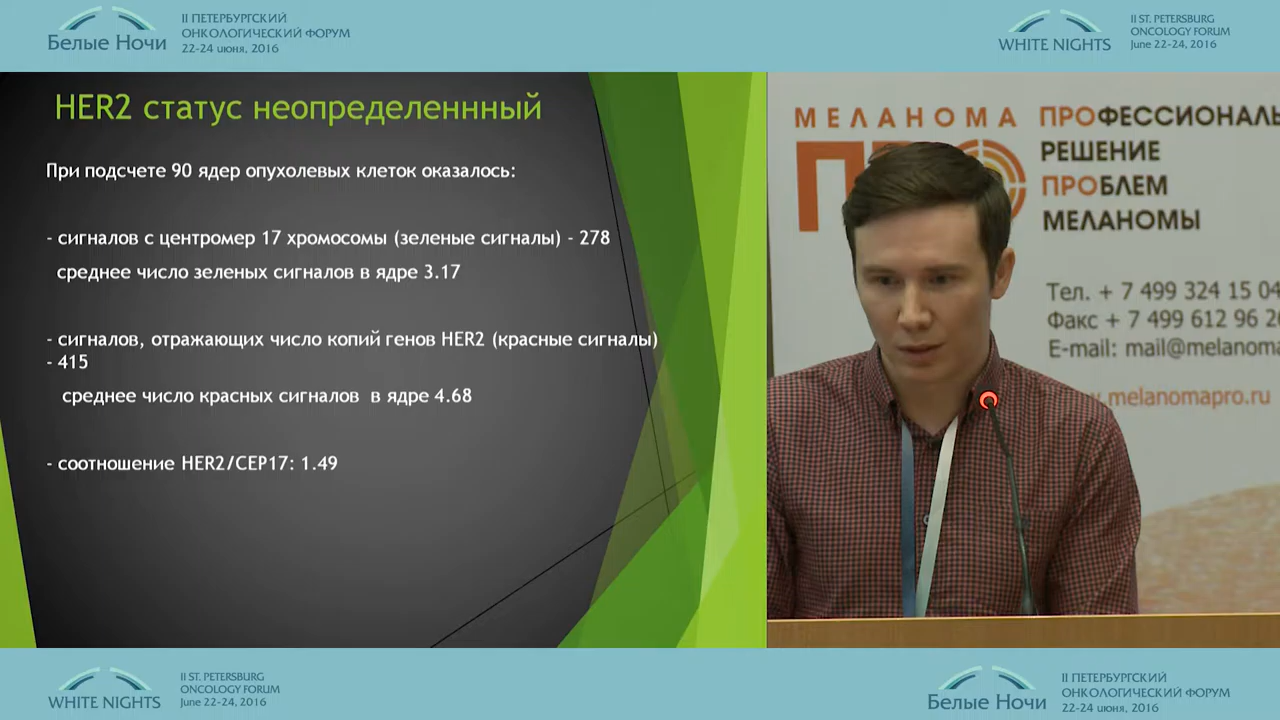 Белые Ночи
II ПЕТЕРБУРГСКИЙ
ОНКОЛОГИЧЕСКИЙ ФОРУМ
22-24 июня, 2016
WHITE NIGHTS
II ST. PETERSBURG
ONCOLOGY FORUM
June 22-24, 2016
HER2 статус неопределеннный
При подсчете 90 ядер опухолевых клеток оказалось:
- сигналов с центромер 17 хромосомы (зеленые сигналы) - 278
среднее число зеленых сигналов в ядре 3.17
- сигналов, отражающих число копий генов HER2 (красные сигналы)
- 415
среднее число красных сигналов в ядре 4.68
- соотношение HER2/CEP17: 1.49
МЕЛАНОМА
ПРО
ПРОФЕССИОНАЛЬ
РЕШЕНИЕ
ПРОБЛЕМ
МЕЛАНОМЫ
Тел. + 7 499 324 15 04
Факс + 7 499 612 96 2
E-mail: mail@melanoma
.melanomapro.ru
WHITE NIGHTS
II ST. PETERSBURG
ONCOLOGY FORUM
June 22-24, 2016
Белые Ночи
II ПЕТЕРБУРГСКИЙ
ОНКОЛОГИЧЕСКИЙ ФОРУМ
22-24 июня, 2016